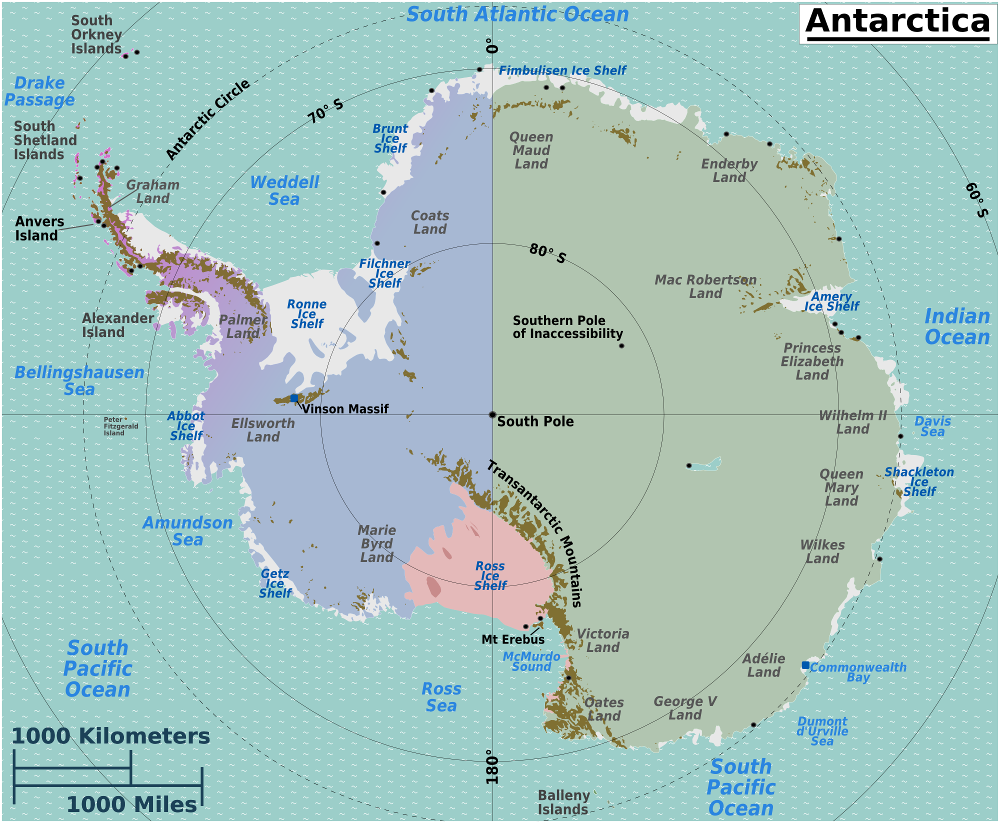 South Atlantic Ocean
Antarctica
South
Orkney
Islands
0°
Fimbulisen Ice Shelf
Drake
Passage
Antarctic Circle
70° S
South
Shetland
Islands
Brunt
Ice
Shelf
Queen
Maud
Land
Enderby
Land
Weddell
Sea
Graham
Land
60° S
Anvers
Island
Coats
Land
80° S
Filchner
Ice
Shelf
Mac Robertson
Land
Amery
Ice Shelf
Ronne
Ice
Shelf
Alexander
Island
Palmer
Land
Southern Pole
of Inaccessibility
Indian
Ocean
Princess
Elizabeth
Land
Bellingshausen
Sea
Vinson Massif
Peter
Fitzgerald
Island
Abbot
Ice
Shelf
Ellsworth
Land
South Pole
Wilhelm II
Land
Davis
Sea
Transantarctic Mountains
Queen
Mary
Land
Shackleton
Ice
Shelf
Amundson
Sea
Marie
Byrd
Land
Wilkes
Land
Getz
Ice
Shelf
Ross
Ice
Shelf
Mt Erebus
Victoria
Land
McMurdo
Sound
South
Pacific
Ocean
Adélie
Land
Commonwealth
Bay
Ross
Sea
Oates
Land
George V
Land
Dumont
d'Urville
Sea
1000 Kilometers
1000 Miles
180°
South
Pacific
Ocean
Balleny
Islands